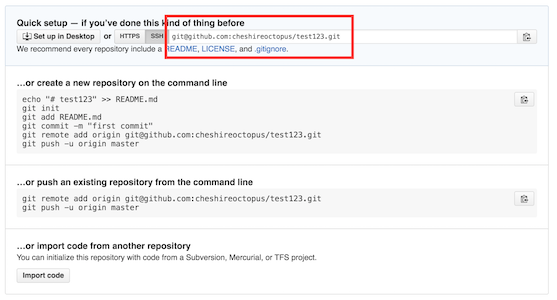 Quick setup — if you've done this kind of thing before
Set up in Desktop or HTTPS SSH git@github.com:cheshireoctopus/test123.git
We recommend every repository include a README, LICENSE, and .gitignore.
…or create a new repository on the command line
echo "# test123" >> README.md
git init
git add README.md
git commit -m "first commit"
git remote add origin git@github.com:cheshireoctopus/test123.git
git push -u origin master
…or push an existing repository from the command line
git remote add origin git@github.com:cheshireoctopus/test123.git
git push -u origin master
…or import code from another repository
You can initialize this repository with code from a Subversion, Mercurial, or TFS project.
Import code